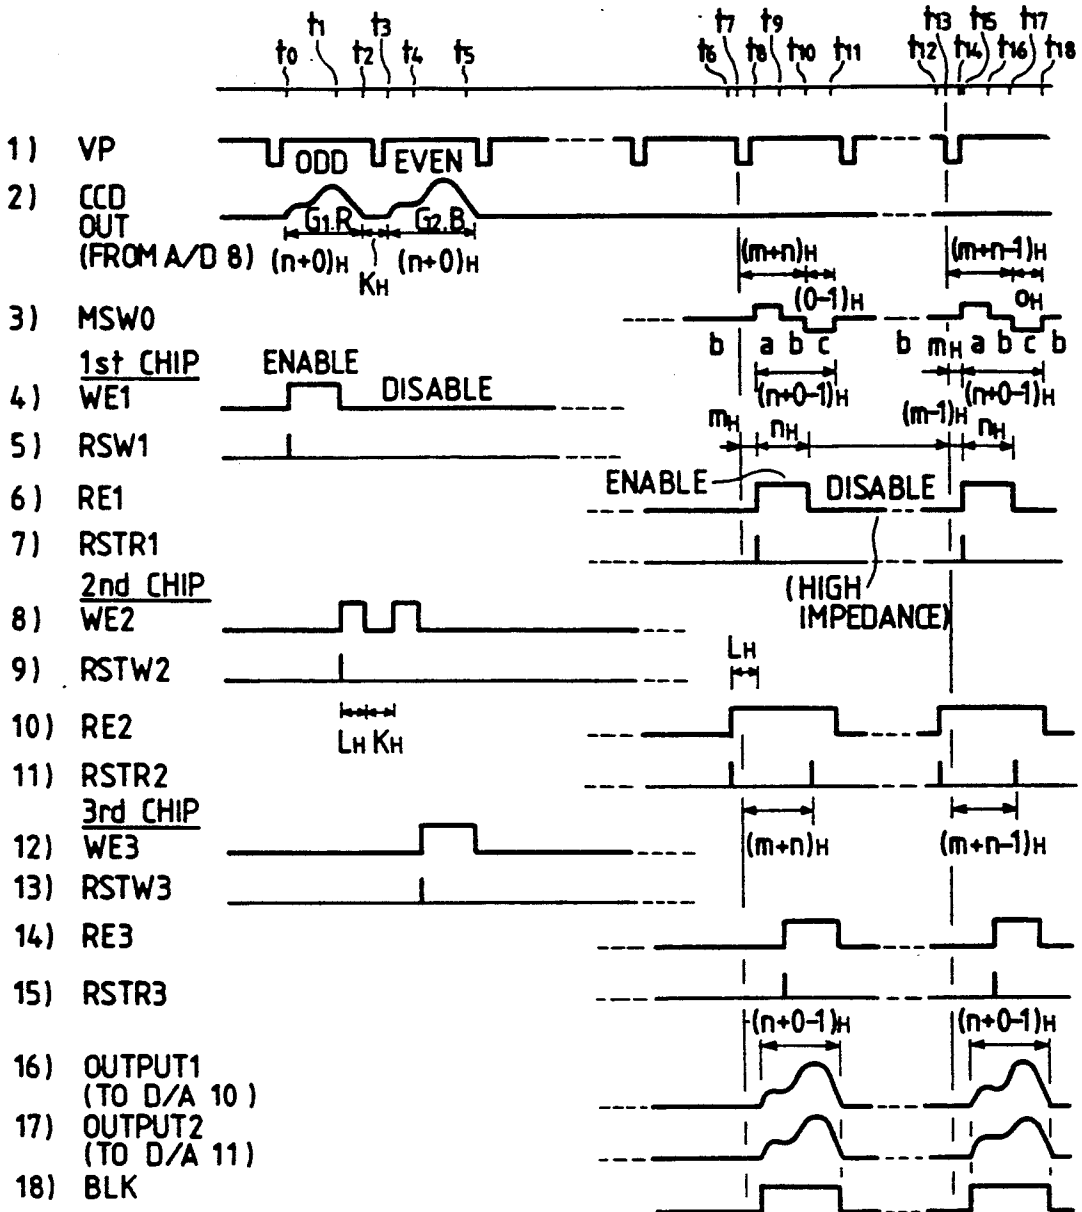 t0 t1 t2 t3 t4 t5 t6 t7 t8 t9 t10 t11 t12 t13 t14 t15 t16 t17 t18
1) VP ODD EVEN
2) CCD OUT (FROM A/D 8) G1.R G2.B
(n+0)H KH (n+0)H (m+n)H (m+n-1)H
(0-1)H 0H
3) MSW0
b a b c b mH a b c b
1st CHIP ENABLE
4) WE1 DISABLE (n+0-1)H (n+0-1)H
mH nH (m-1)H nH
5) RSW1
6) RE1 ENABLE DISABLE
7) RSTR1
(HIGH IMPEDANCE)
2nd CHIP
8) WE2
9) RSTW2 LH
10) RE2 LH KH
11) RSTR2
3rd CHIP
12) WE3 (m+n)H (m+n-1)H
13) RSTW3
14) RE3
15) RSTR3
(n+0-1)H (n+0-1)H
16) OUTPUT1
(TO D/A 10)
17) OUTPUT2
(TO D/A 11)
18) BLK